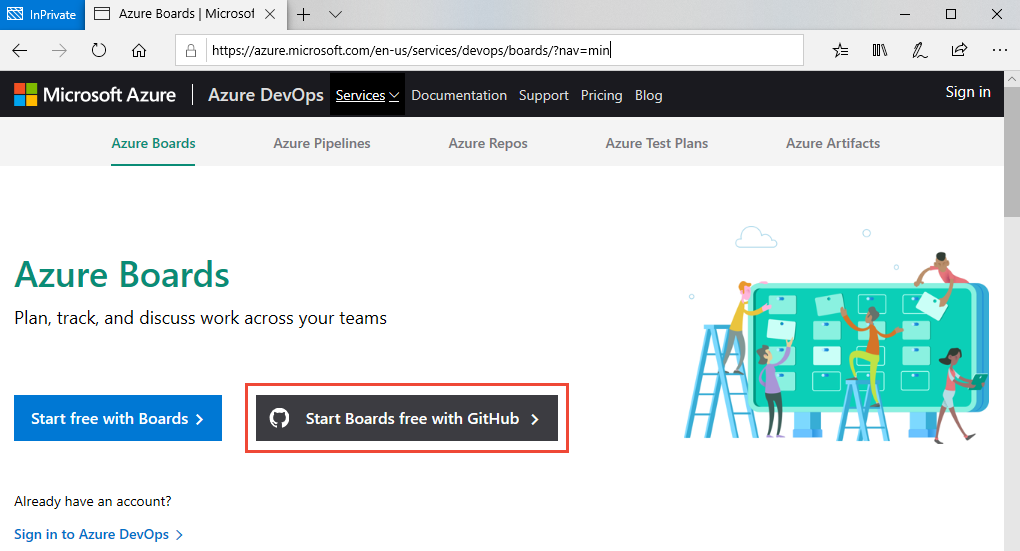 InPrivate
Azure Boards | Microsof
https://azure.microsoft.com/en-us/services/devops/boards/?nav=min
Microsoft Azure
Azure DevOps
Services
Documentation
Support
Pricing
Blog
Sign in
Azure Boards
Azure Pipelines
Azure Repos
Azure Test Plans
Azure Artifacts
Azure Boards
Plan, track, and discuss work across your teams
Start free with Boards >
Start Boards free with GitHub >
Already have an account?
Sign in to Azure DevOps >